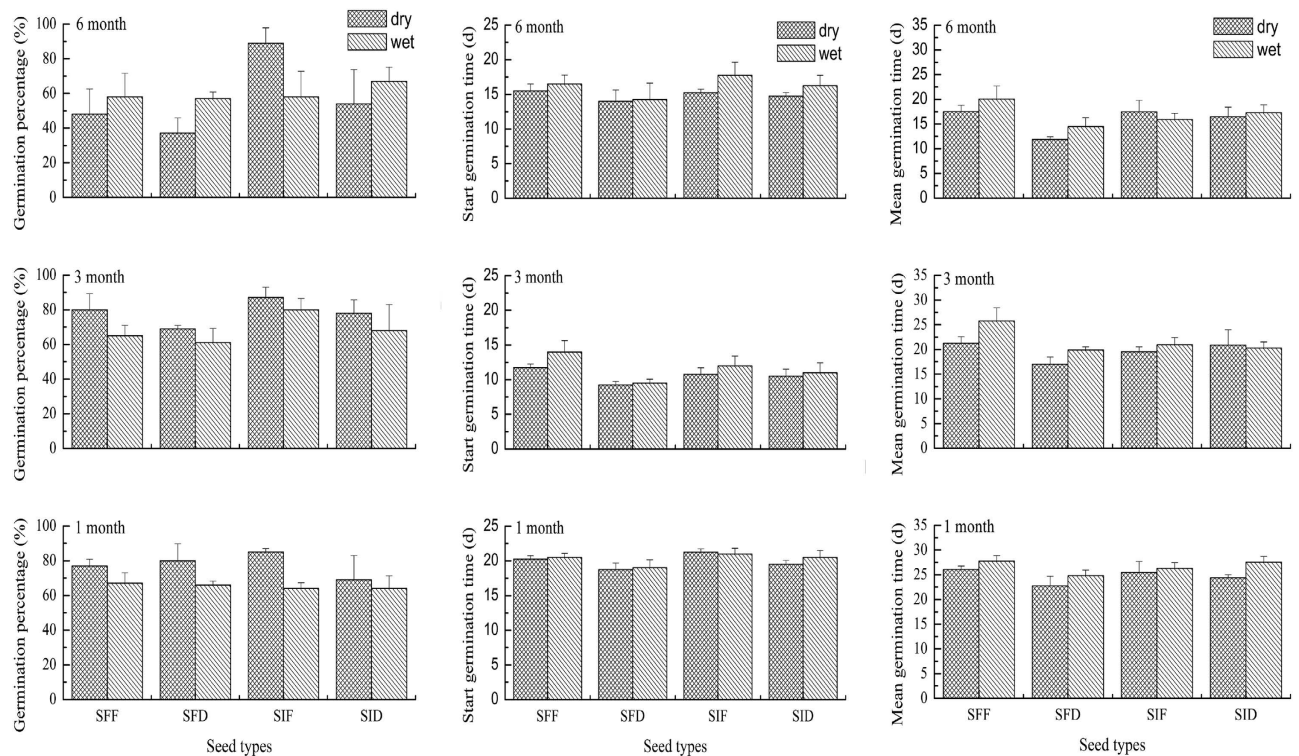 6 month
dry
wet
Germination percentage (%)
100
80
60
40
20
0
6 month
dry
wet
Start germination time (d)
25
20
15
10
5
0
6 month
dry
wet
Mean germination time (d)
35
30
25
20
15
10
5
0
3 month
Germination percentage (%)
100
80
60
40
20
0
3 month
Start germination time (d)
25
20
15
10
5
0
3 month
Mean germination time (d)
35
30
25
20
15
10
5
0
1 month
Germination percentage (%)
100
80
60
40
20
0
SFF SFD SIF SID
Seed types
1 month
Start germination time (d)
25
20
15
10
5
0
SFF SFD SIF SID
Seed types
1 month
Mean germination time (d)
35
30
25
20
15
10
5
0
SFF SFD SIF SID
Seed types